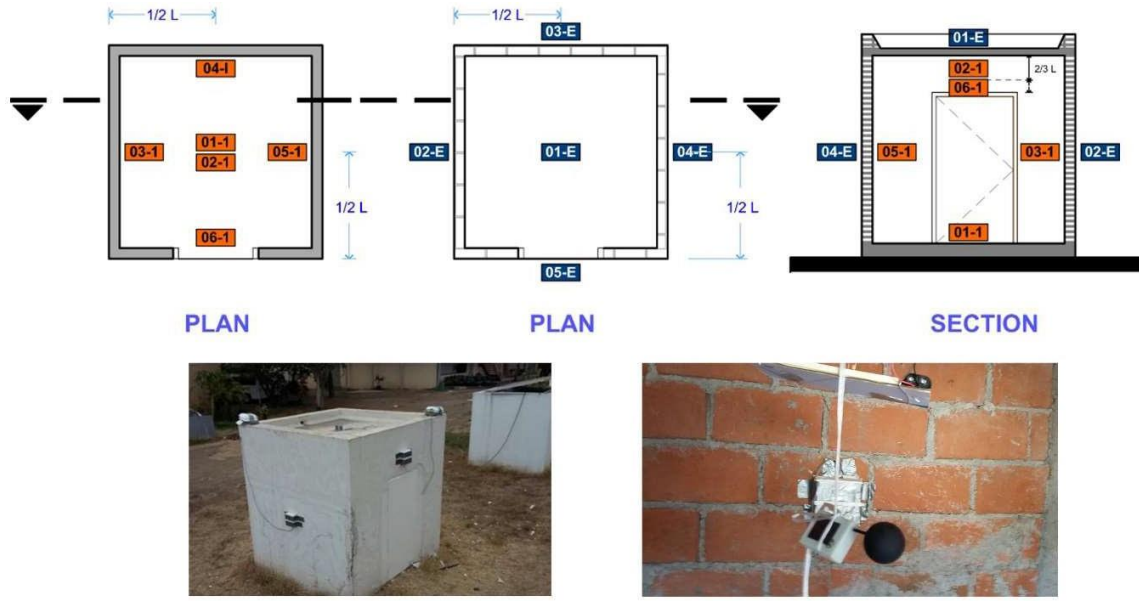 1/2 L
04-I
03-1
01-1
02-1
05-1
06-1
1/2 L
PLAN
1/2 L
03-E
02-E
01-E
04-E
05-E
1/2 L
PLAN
01-E
02-1
06-1
2/3 L
04-E
05-1
03-1
02-E
01-1
SECTION